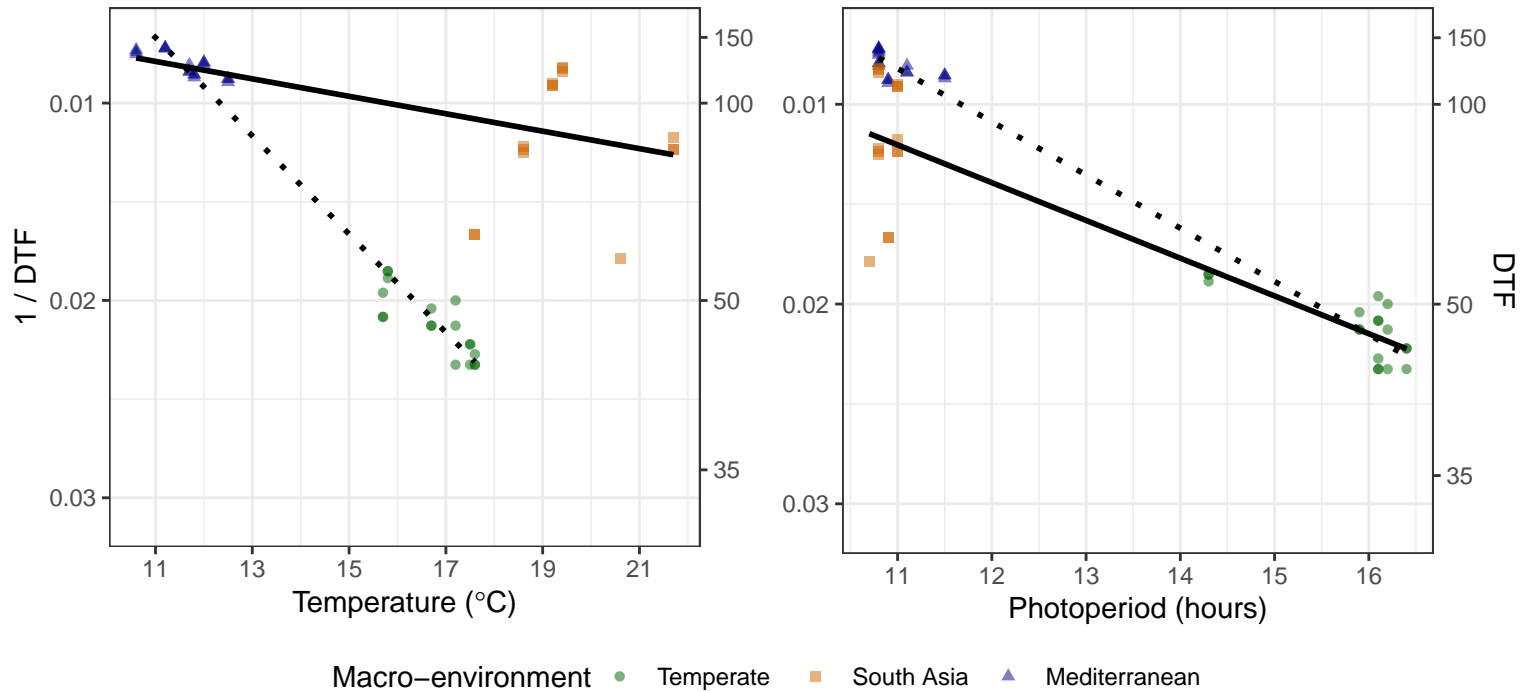 1 / DTF
0.01
0.02
0.03
150
100
50
35
11 13 15 17 19 21
Temperature (°C)
0.01
0.02
0.03
150
100
50
35
DTF
11 12 13 14 15 16
Photoperiod (hours)
Macro−environment Temperate South Asia Mediterranean